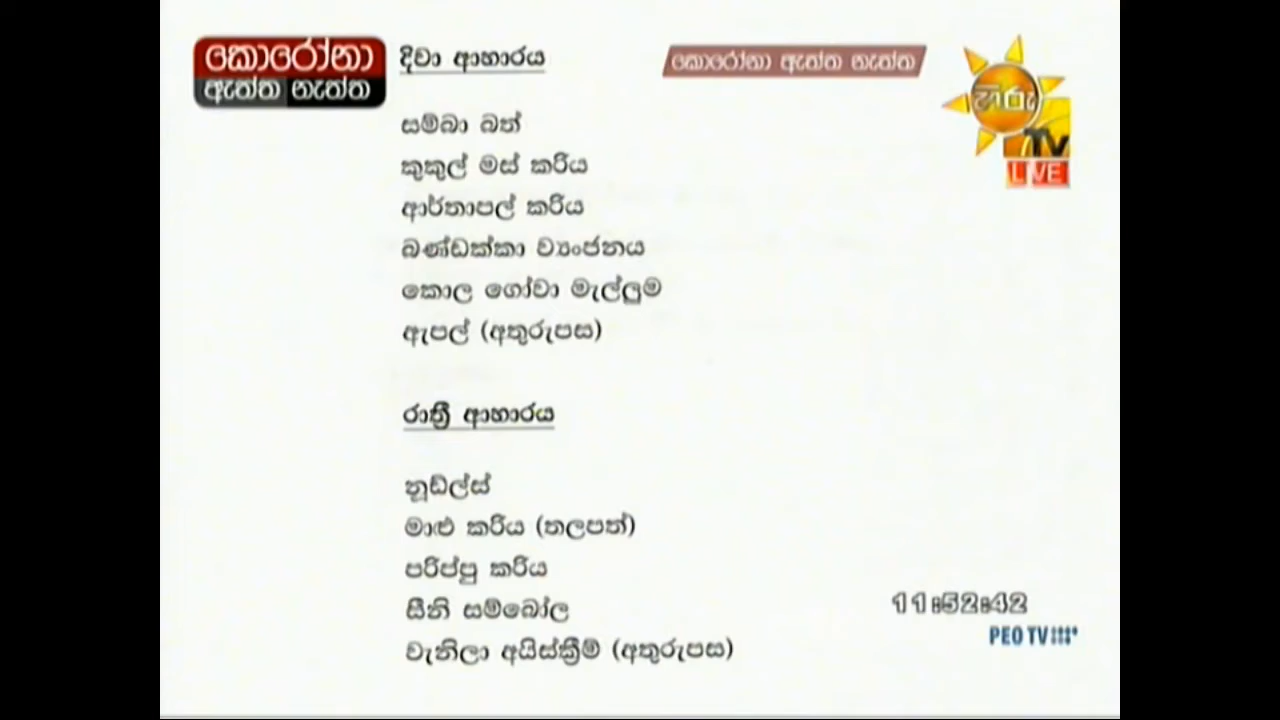 කොරෝනා
ඇත්ත නැත්ත
දිවා ආහාරය
කොරෝනා ඇත්ත නැත්ත
හිරු
TV
LIVE
සම්බා බත්
කුකුල් මස් කරිය
ආර්තාපල් කරිය
බණ්ඩක්කා ව්‍යංජනය
කොල ගෝවා මැල්ලුම
ඇපල් (අතුරුපස)
රාත්‍රී ආහාරය
නූඩ්ල්ස්
මාළු කරිය (තලපත්)
පරිප්පු කරිය
සීනි සම්බෝල
වැනිලා අයිස්ක්‍රීම් (අතුරුපස)
11:52:42
PEO TV